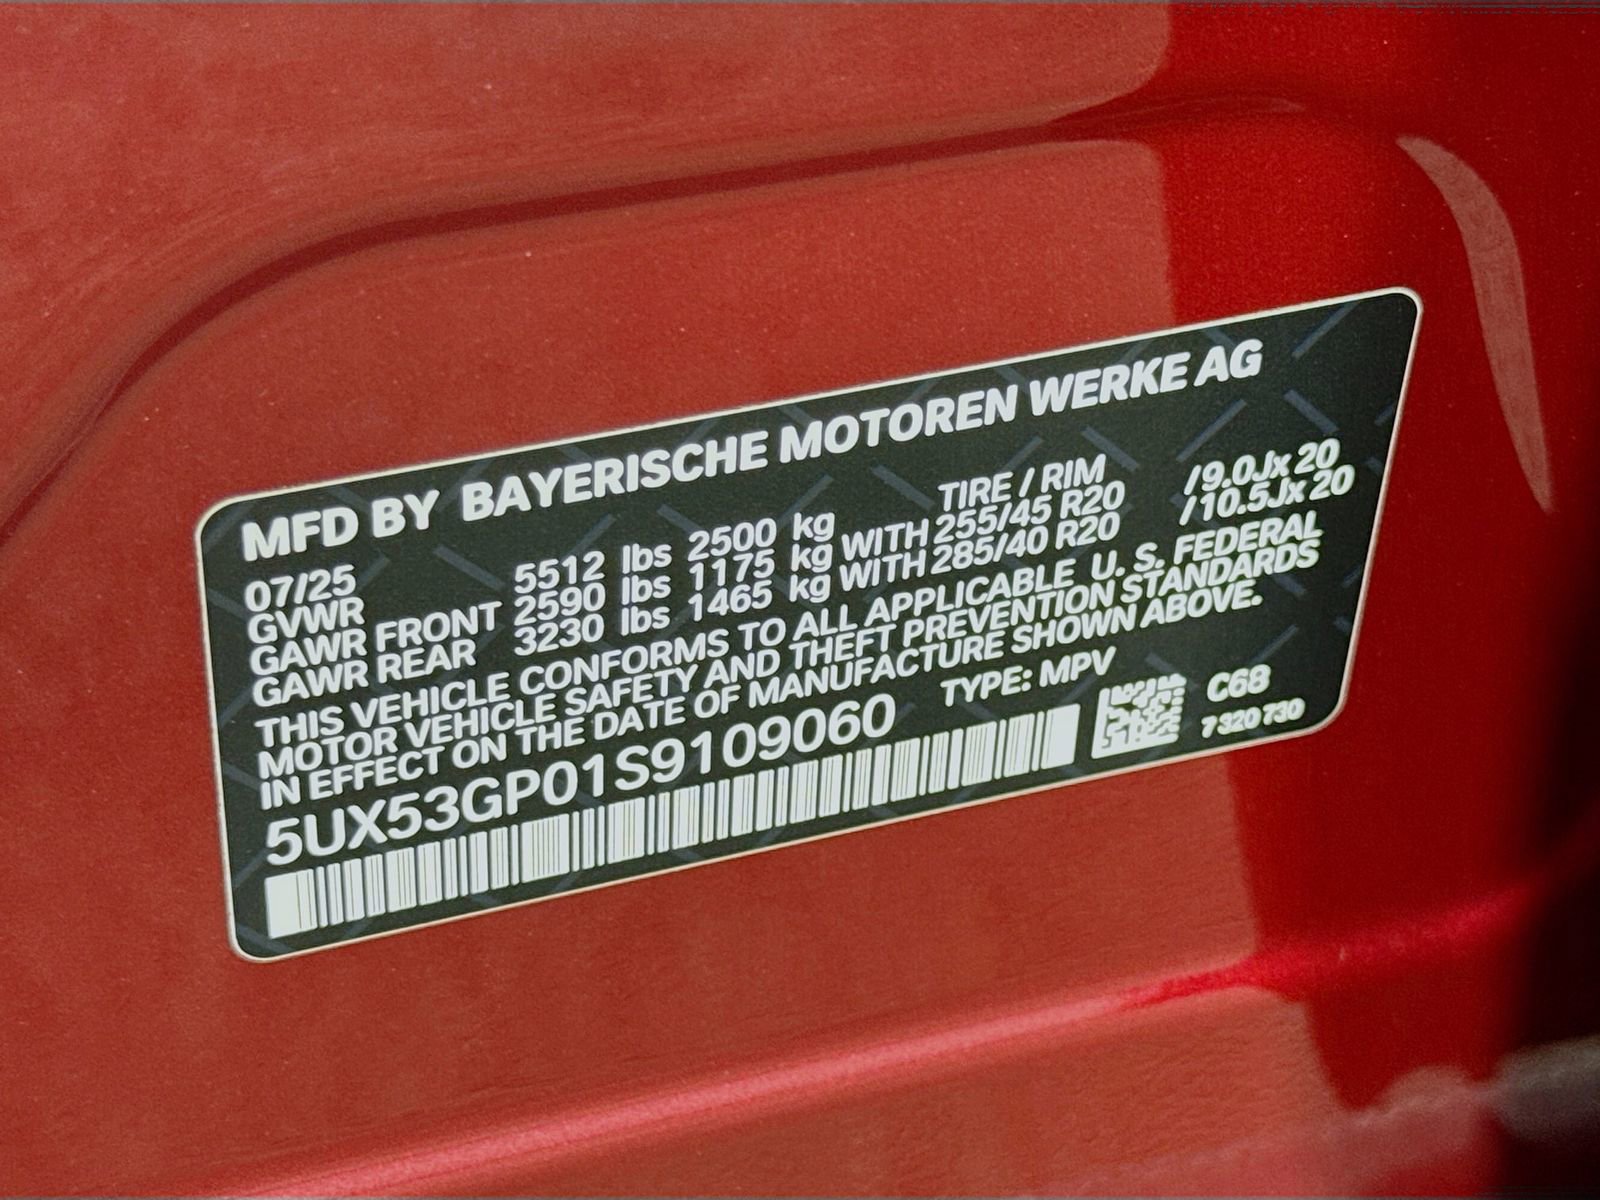 MFD BY BAYERISCHE MOTOREN WERKE AG
07/25 TIRE / RIM
GVWR 5512 lbs 2500 kg
GAWR FRONT 2590 lbs 1175 kg WITH 255/45 R20 /9.0Jx 20
GAWR REAR 3230 lbs 1465 kg WITH 285/40 R20 /10.5Jx 20
THIS VEHICLE CONFORMS TO ALL APPLICABLE U. S. FEDERAL
MOTOR VEHICLE SAFETY AND THEFT PREVENTION STANDARDS
IN EFFECT ON THE DATE OF MANUFACTURE SHOWN ABOVE.
5UX53GP01S9109060 TYPE: MPV
C68
7 320 730